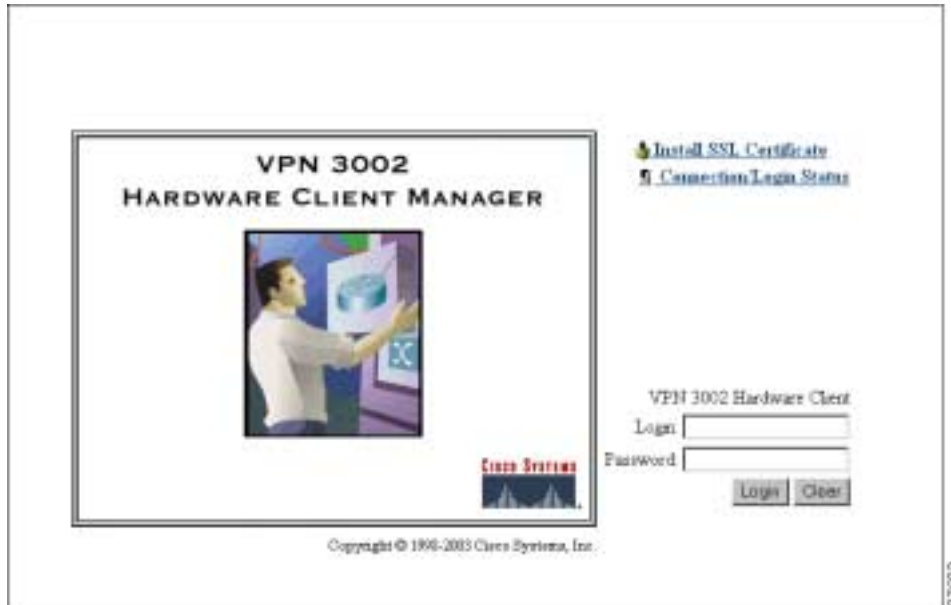 VPN 3002
HARDWARE CLIENT MANAGER
CISCO SYSTEMS
Copyright © 1998-2003 Cisco Systems, Inc.
Install SSL Certificate
Connection/Login Status
VPN 3002 Hardware Client
Login
Password
Login Clear